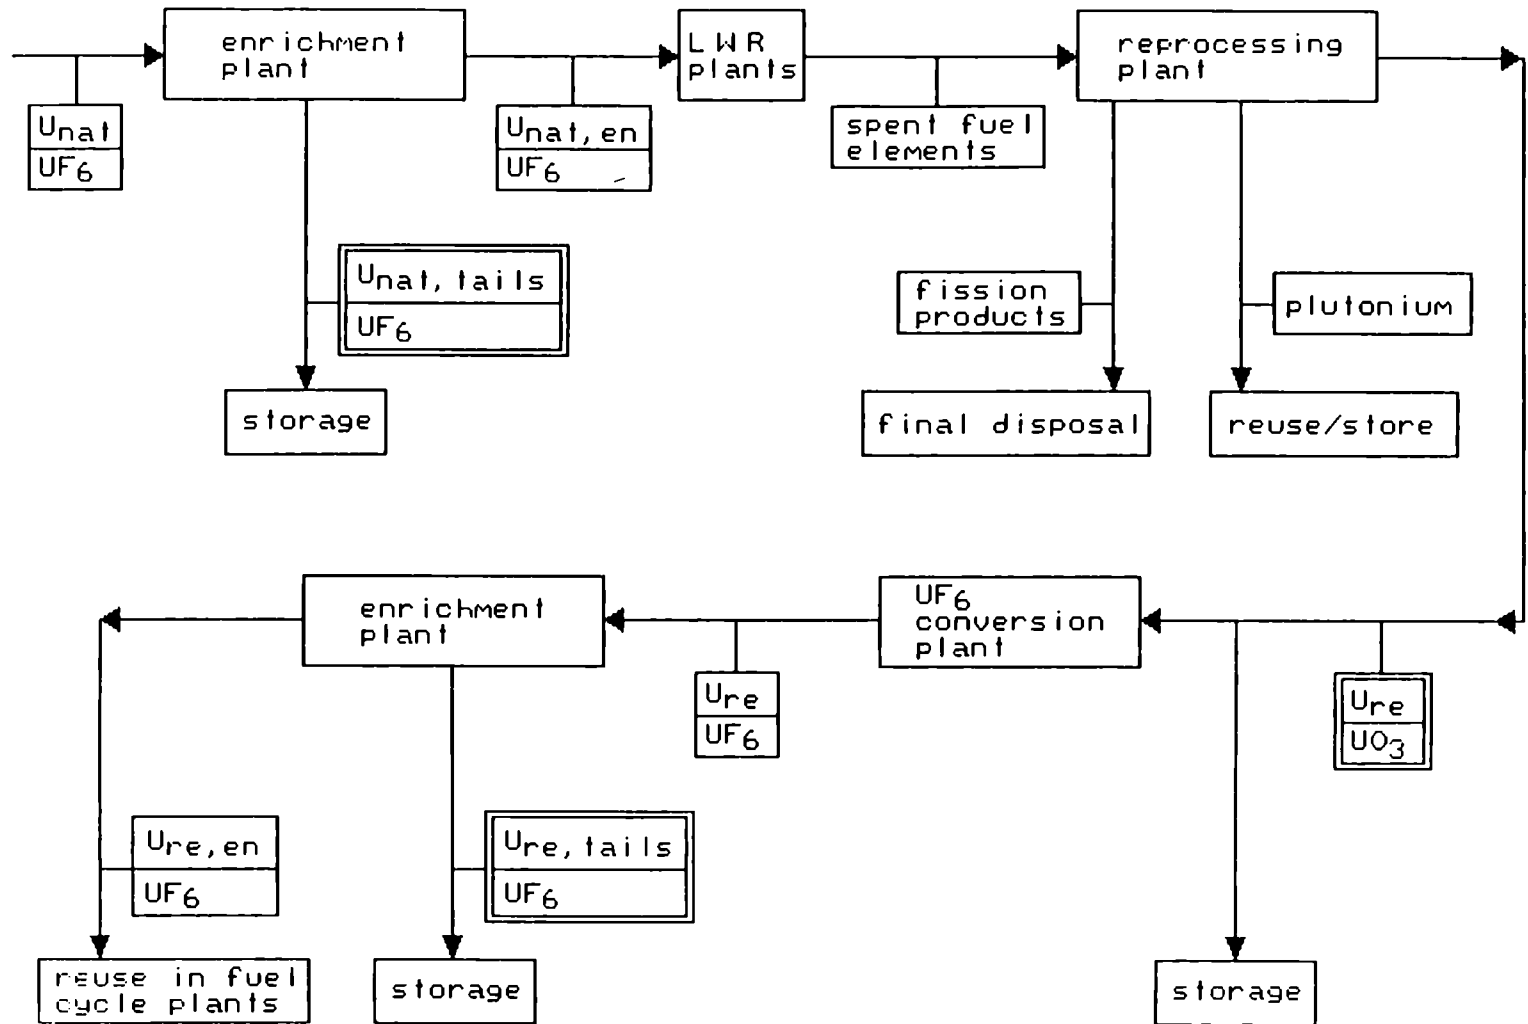 enrichment
plant
LWR
plants
reprocessing
plant
Unat
UF6
Unat, en
UF6
spent fuel
elements
Unat, tails
UF6
fission
products
plutonium
storage
final disposal
reuse/store
enrichment
plant
UF6
conversion
plant
Ure
UF6
Ure
UO3
Ure,en
UF6
Ure, tails
UF6
reuse in fuel
cycle plants
storage
storage